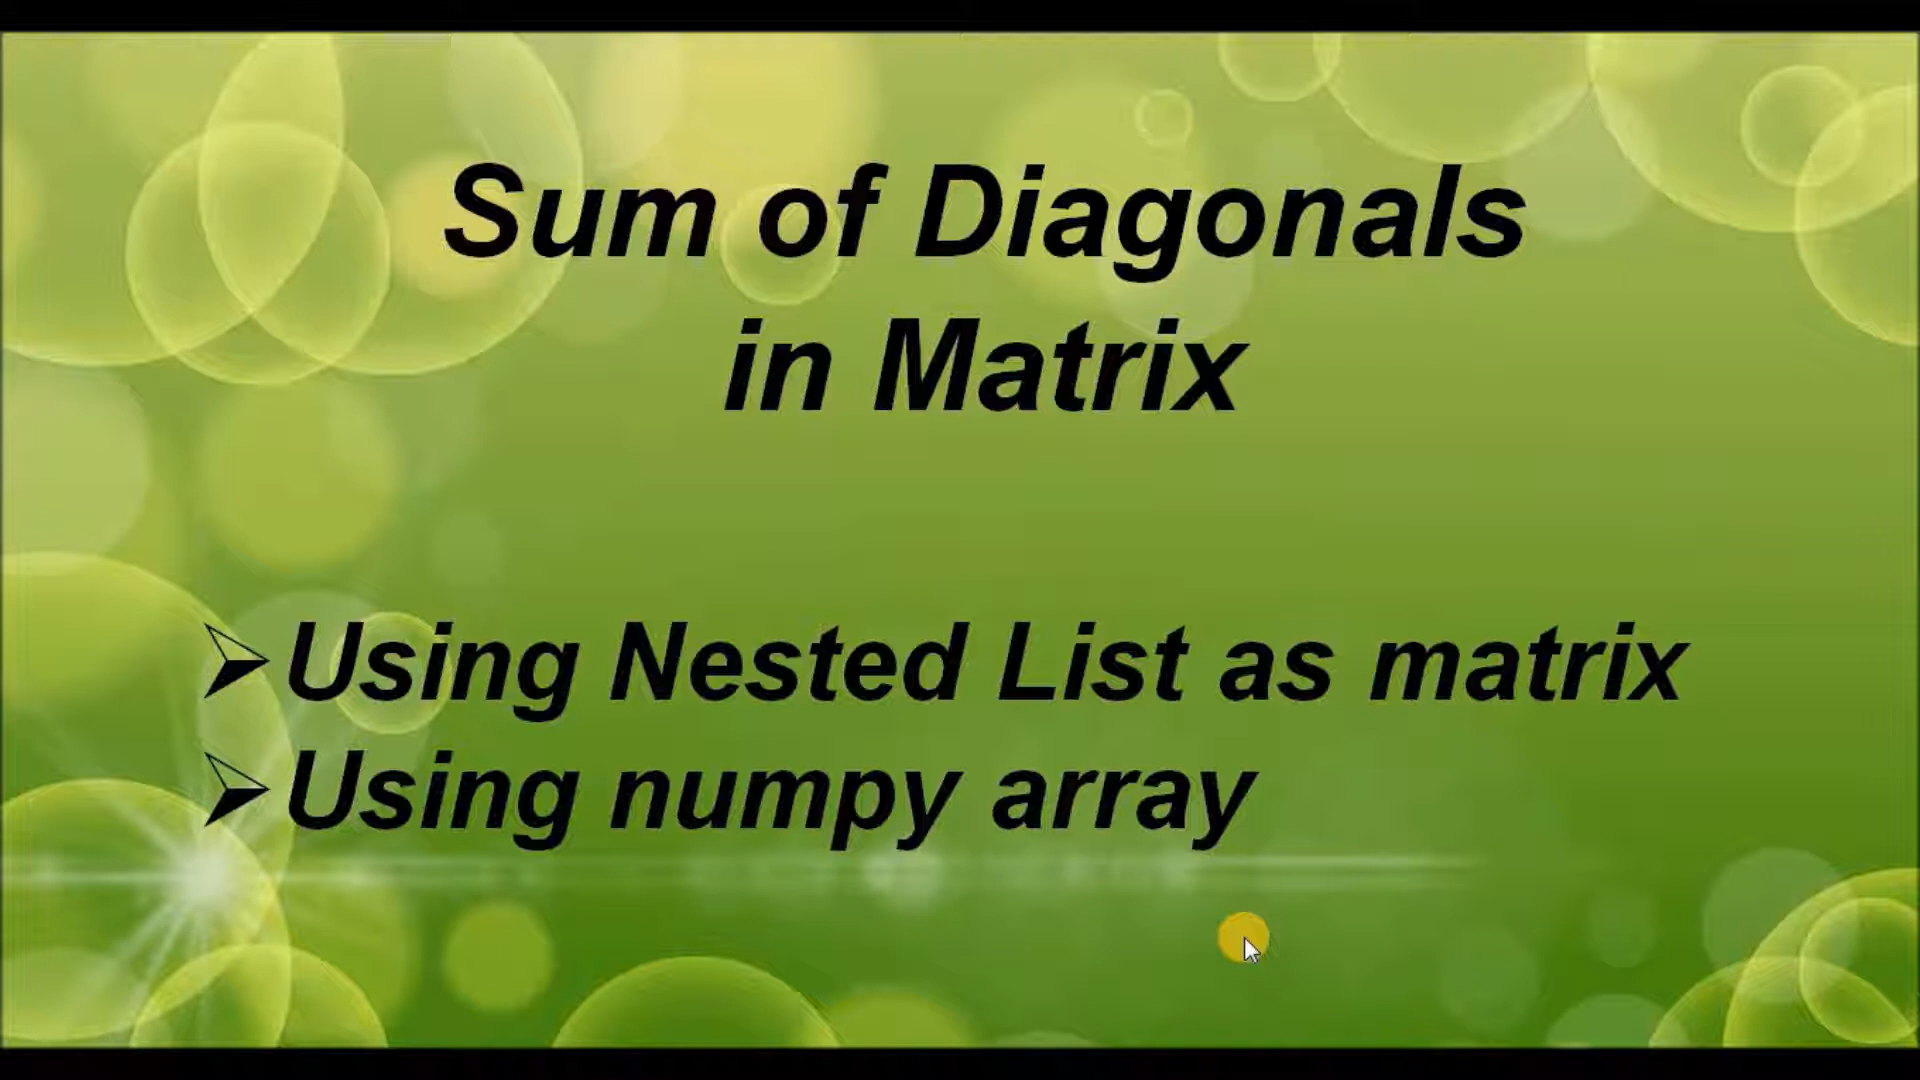 Sum of Diagonals
in Matrix
➢Using Nested List as matrix
➢Using numpy array